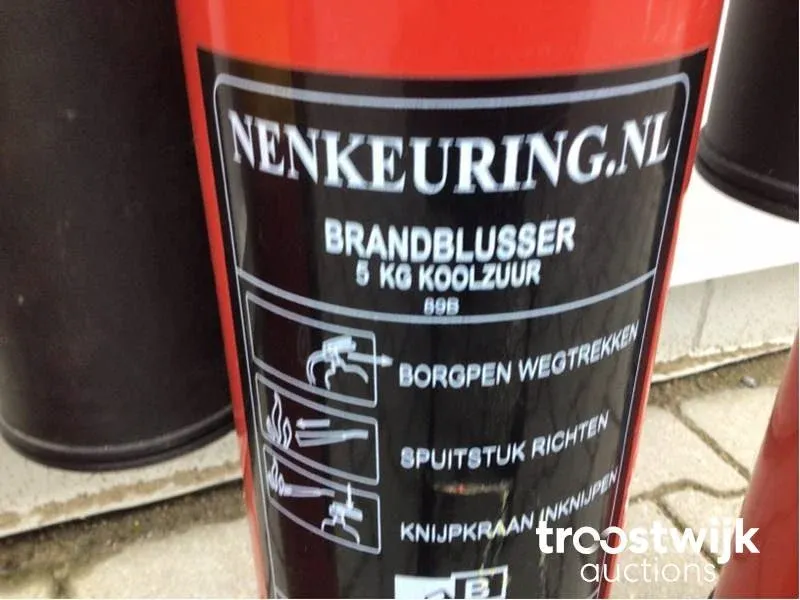 NENKEURING.NL
BRANDBLUSSER
5 KG KOOLZUUR
89B
BORGPEN WEGTREKKEN
SPUITSTUK RICHTEN
KNIJPKRAAN INKNIJPEN
B
troostwijk
auctions